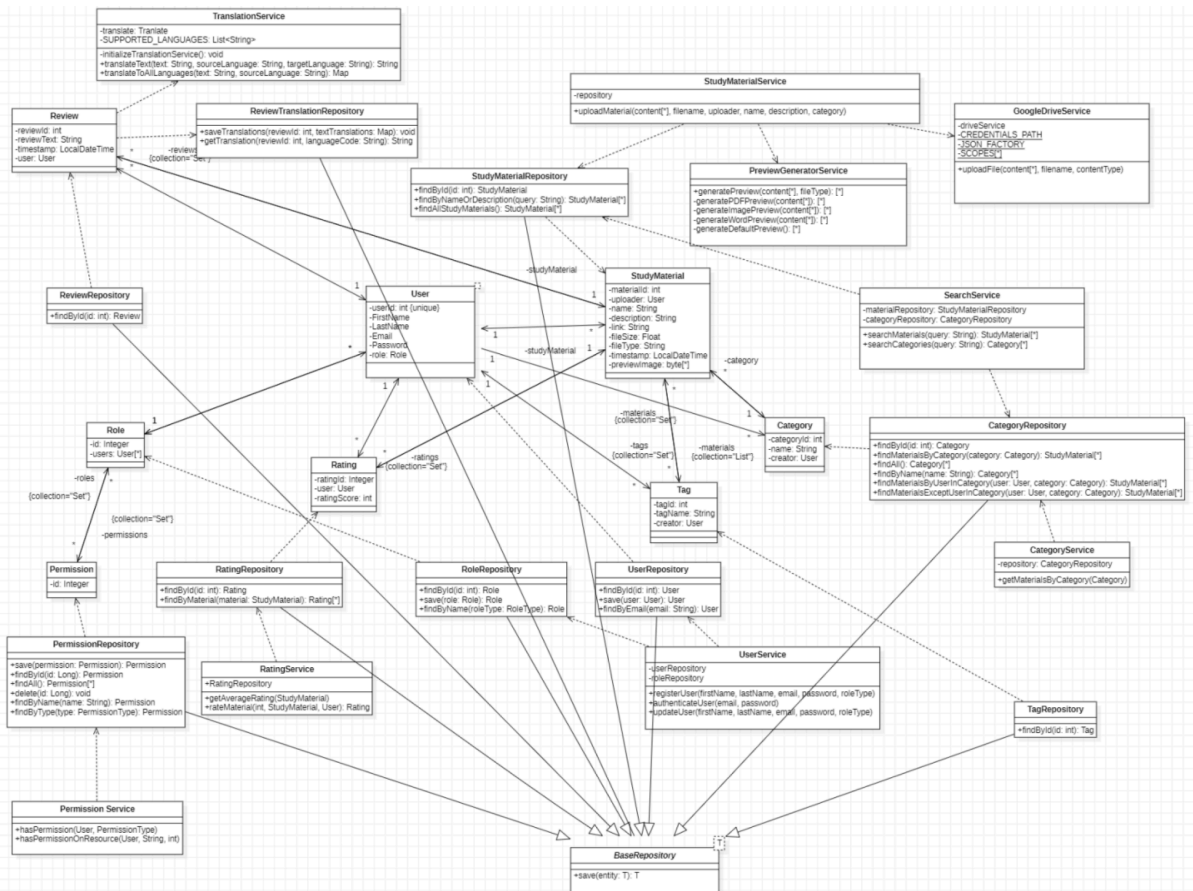 TranslationService
-translate: Tranlate
-SUPPORTED_LANGUAGES: List<String>
-initializeTranslationService(): void
+translateText(text: String, sourceLanguage: String, targetLanguage: String): String
+translateToAllLanguages(text: String, sourceLanguage: String): Map
StudyMaterialService
-repository
+uploadMaterial(content[*], filename, uploader, name, description, category)
Review
-reviewId: int
-reviewText: String
-timestamp: LocalDateTime
-user: User
ReviewTranslationRepository
+saveTranslations(reviewId: int, textTranslations: Map): void
+getTranslation(reviewId: int, languageCode: String): String
GoogleDriveService
-driveService
-CREDENTIALS_PATH
-JSON_FACTORY
-SCOPES[*]
+uploadFile(content[*], filename, contentType)
*
-reviews
{collection="Set"}
*
StudyMaterialRepository
+findById(id: int): StudyMaterial
+findByNameOrDescription(query: String): StudyMaterial[*]
+findAllStudyMaterials(): StudyMaterial[*]
PreviewGeneratorService
+generatePreview(content[*], fileType): [*]
-generatePDFPreview(content[*]): [*]
-generateImagePreview(content[*]): [*]
-generateWordPreview(content[*]): [*]
-generateDefaultPreview(): [*]
-studyMaterial
1
1
ReviewRepository
+findById(id: int): Review
User
-userId: int {unique}
-FirstName
-LastName
-Email
-Password
-role: Role
StudyMaterial
-materialId: int
-uploader: User
-name: String
-description: String
-link: String
-fileSize: Float
-fileType: String
-timestamp: LocalDateTime
-previewImage: byte[*]
SearchService
-materialRepository: StudyMaterialRepository
-categoryRepository: CategoryRepository
+searchMaterials(query: String): StudyMaterial[*]
+searchCategories(query: String): Category[*]
1
*
1
-studyMaterial
1
1
1
-category
*
*
*
1
1
Role
-id: Integer
-users: User[*]
-roles
{collection="Set"}
*
{collection="Set"}
-permissions
*
*
Rating
-ratingId: Integer
-user: User
-ratingScore: int
*
-ratings
{collection="Set"}
-materials
{collection="Set"}
-tags
{collection="Set"}
-materials
{collection="List"}
*
*
1
*
Category
-categoryId: int
-name: String
-creator: User
CategoryRepository
+findById(id: int): Category
+findMaterialsByCategory(category: Category): StudyMaterial[*]
+findAll(): Category[*]
+findByName(name: String): Category[*]
+findMaterialsByUserInCategory(user: User, category: Category): StudyMaterial[*]
+findMaterialsExceptUserInCategory(user: User, category: Category): StudyMaterial[*]
Tag
-tagId: int
-tagName: String
-creator: User
CategoryService
-repository: CategoryRepository
+getMaterialsByCategory(Category)
Permission
-id: Integer
RatingRepository
+findById(id: int): Rating
+findByMaterial(material: StudyMaterial): Rating[*]
RoleRepository
+findById(id: int): Role
+save(role: Role): Role
+findByName(roleType: RoleType): Role
UserRepository
+findById(id: int): User
+save(user: User): User
+findByEmail(email: String): User
PermissionRepository
+save(permission: Permission): Permission
+findById(id: Long): Permission
+findAll(): Permission[*]
+delete(id: Long): void
+findByName(name: String): Permission
+findByType(type: PermissionType): Permission
RatingService
+RatingRepository
+getAverageRating(StudyMaterial)
+rateMaterial(int, StudyMaterial, User): Rating
UserService
-userRepository
-roleRepository
+registerUser(firstName, lastName, email, password, roleType)
+authenticateUser(email, password)
+updateUser(firstName, lastName, email, password, roleType)
TagRepository
+findById(id: int): Tag
Permission Service
+hasPermission(User, PermissionType)
+hasPermissionOnResource(User, String, int)
T
BaseRepository
+save(entity: T): T